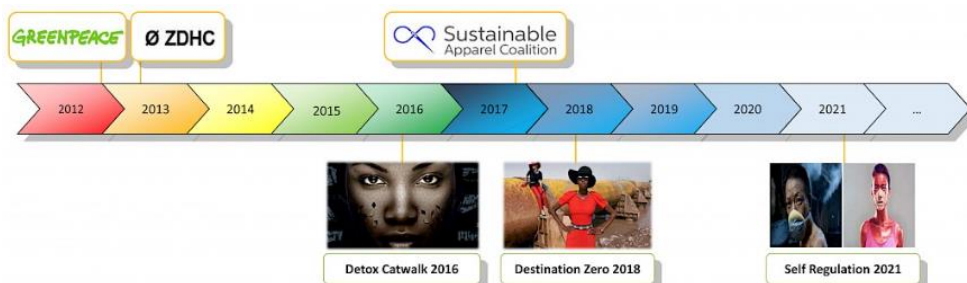 GREENPEACE
Ø ZDHC
Sustainable
Apparel Coalition
2012
2013
2014
2015
2016
2017
2018
2019
2020
2021
...
Detox Catwalk 2016
Destination Zero 2018
Self Regulation 2021